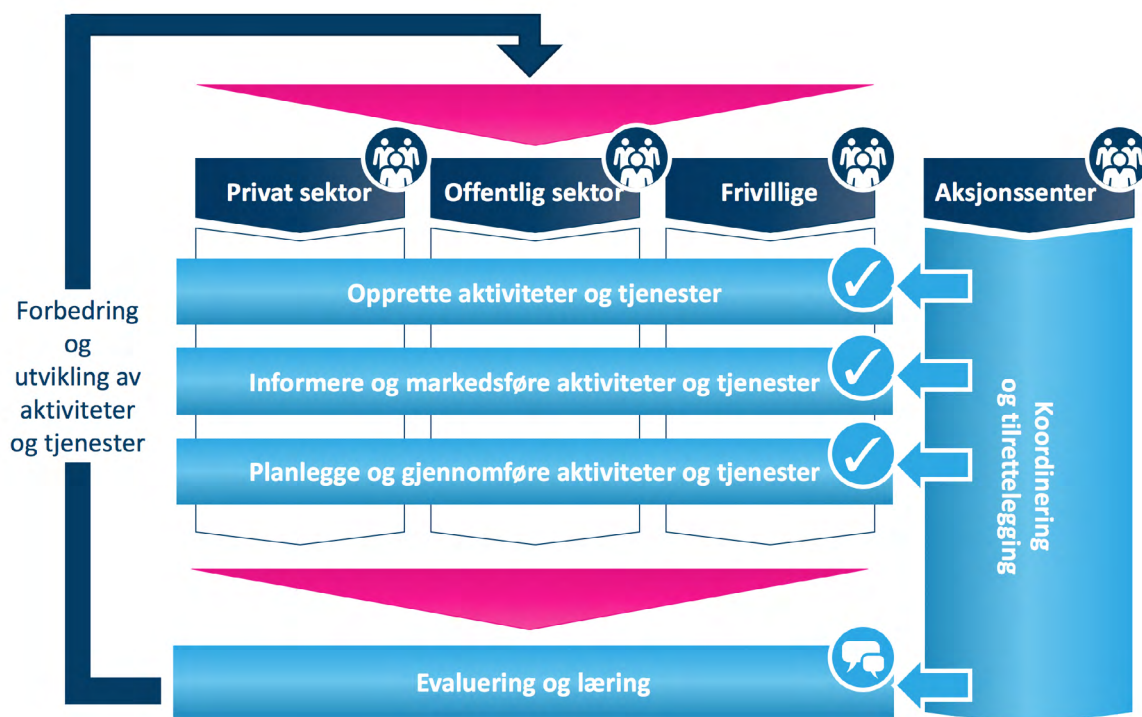 Privat sektor
Offentlig sektor
Frivillige
Aksjonssenter
Opprette aktiviteter og tjenester
Informere og markedsføre aktiviteter og tjenester
Planlegge og gjennomføre aktiviteter og tjenester
Forbedring
og
utvikling av
aktiviteter
og tjenester
Koordinering
og tilrettelegging
Evaluering og læring